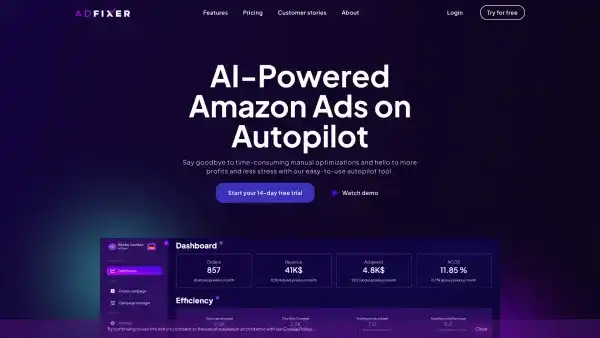 ADFIXER
Features Pricing Customer stories About Login Try for free
AI-Powered
Amazon Ads on
Autopilot
Say goodbye to time-consuming manual optimizations and hello to more
profits and less stress with our easy-to-use autopilot tool
Start your 14-day free trial Watch demo
Dashboard
Orders Revenue Adspend ACOS
857 41K$ 4.8K$ 11.85 %
Dashboard
Create campaign
Efficiency
Campaign manager
By continuing to use this site you consent to the use of cookies in accordance with our Cookie Policy. Close